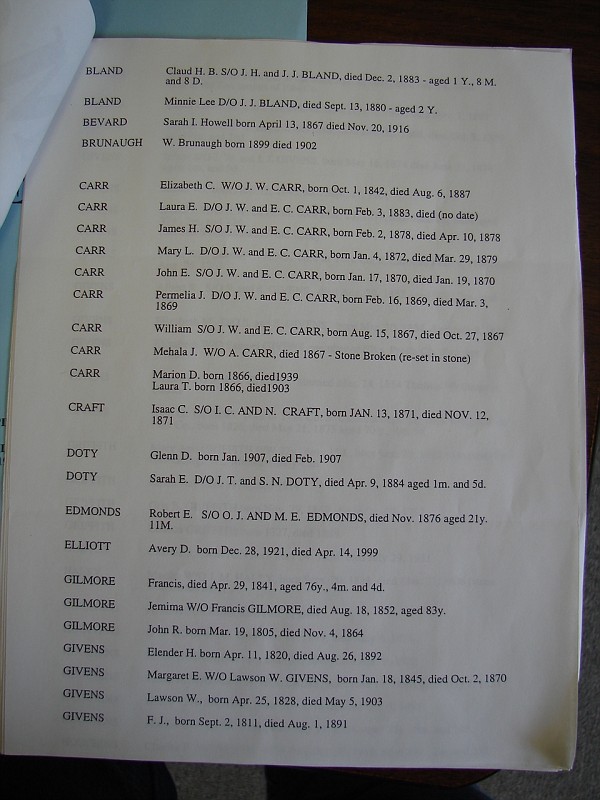 BLAND Claud H. B. S/O J. H. and J. J. BLAND, died Dec. 2, 1883 - aged 1 Y., 8 M.
and 8 D.
BLAND Minnie Lee D/O J. J. BLAND, died Sept. 13, 1880 - aged 2 Y.
BEVARD Sarah I. Howell born April 13, 1867 died Nov. 20, 1916
BRUNAUGH W. Brunaugh born 1899 died 1902
CARR Elizabeth C. W/O J. W. CARR, born Oct. 1, 1842, died Aug. 6, 1887
CARR Laura E. D/O J. W. and E. C. CARR, born Feb. 3, 1883, died (no date)
CARR James H. S/O J. W. and E. C. CARR, born Feb. 2, 1878, died Apr. 10, 1878
CARR Mary L. D/O J. W. and E. C. CARR, born Jan. 4, 1872, died Mar. 29, 1879
CARR John E. S/O J. W. and E. C. CARR, born Jan. 17, 1870, died Jan. 19, 1870
CARR Permelia J. D/O J. W. and E. C. CARR, born Feb. 16, 1869, died Mar. 3,
1869
CARR William S/O J. W. and E. C. CARR, born Aug. 15, 1867, died Oct. 27, 1867
CARR Mehala J. W/O A. CARR, died 1867 - Stone Broken (re-set in stone)
CARR Marion D. born 1866, died1939
Laura T. born 1866, died1903
CRAFT Isaac C. S/O I. C. AND N. CRAFT, born JAN. 13, 1871, died NOV. 12,
1871
DOTY Glenn D. born Jan. 1907, died Feb. 1907
DOTY Sarah E. D/O J. T. and S. N. DOTY, died Apr. 9, 1884 aged 1m. and 5d.
EDMONDS Robert E. S/O O. J. AND M. E. EDMONDS, died Nov. 1876 aged 21y.
11M.
ELLIOTT Avery D. born Dec. 28, 1921, died Apr. 14, 1999
GILMORE Francis, died Apr. 29, 1841, aged 76y., 4m. and 4d.
GILMORE Jemima W/O Francis GILMORE, died Aug. 18, 1852, aged 83y.
GILMORE John R. born Mar. 19, 1805, died Nov. 4, 1864
GIVENS Elender H. born Apr. 11, 1820, died Aug. 26, 1892
GIVENS Margaret E. W/O Lawson W. GIVENS, born Jan. 18, 1845, died Oct. 2, 1870
GIVENS Lawson W., born Apr. 25, 1828, died May 5, 1903
GIVENS F. J., born Sept. 2, 1811, died Aug. 1, 1891